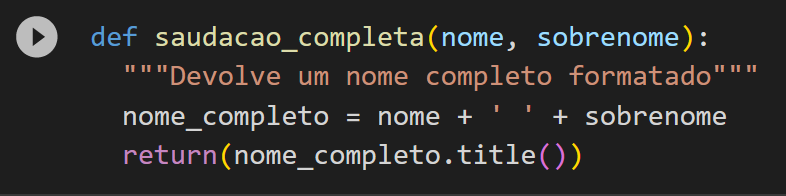 def saudacao_completa(nome, sobrenome):
"""Devolve um nome completo formatado"""
nome_completo = nome + ' ' + sobrenome
return(nome_completo.title())